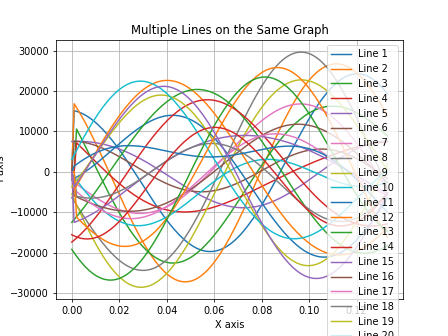 Multiple Lines on the Same Graph
30000
20000
10000
0
−10000
−20000
−30000
0.00
0.02
0.04
0.06
0.08
0.10
X axis
Line 1
Line 2
Line 3
Line 4
Line 5
Line 6
Line 7
Line 8
Line 9
Line 10
Line 11
Line 12
Line 13
Line 14
Line 15
Line 16
Line 17
Line 18
Line 19
Line 20